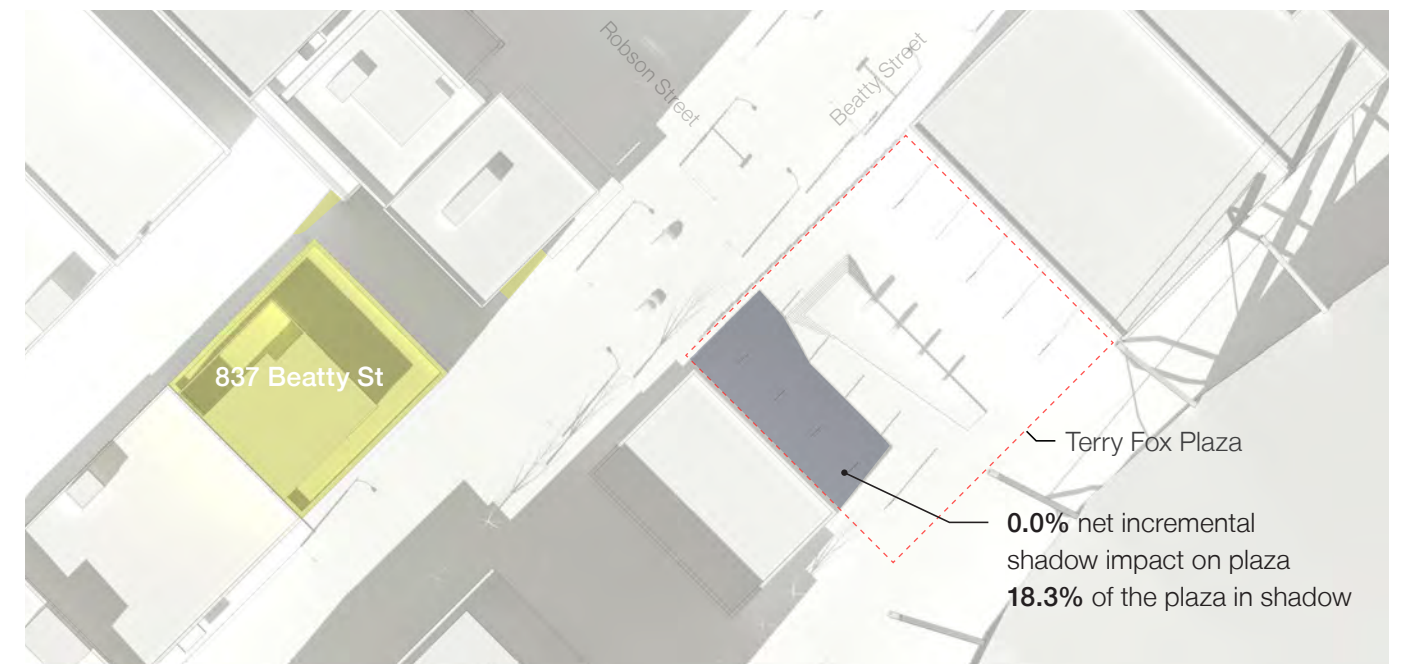 Robson Street
Beatty Street
837 Beatty St
Terry Fox Plaza
0.0% net incremental
shadow impact on plaza
18.3% of the plaza in shadow